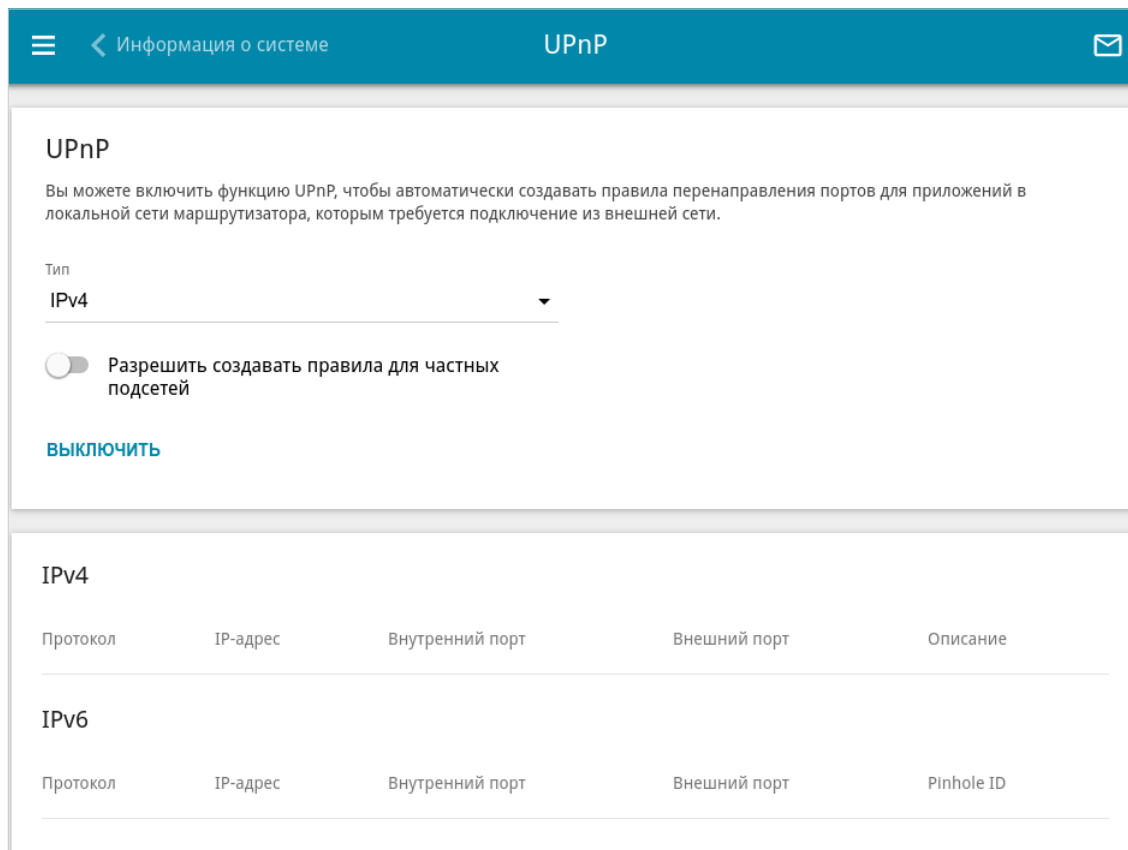 Информация о системе UPnP
UPnP
Вы можете включить функцию UPnP, чтобы автоматически создавать правила перенаправления портов для приложений в
локальной сети маршрутизатора, которым требуется подключение из внешней сети.
Тип
IPv4
Разрешить создавать правила для частных
подсетей
ВЫКЛЮЧИТЬ
IPv4
Протокол IP-адрес Внутренний порт Внешний порт Описание
IPv6
Протокол IP-адрес Внутренний порт Внешний порт Pinhole ID